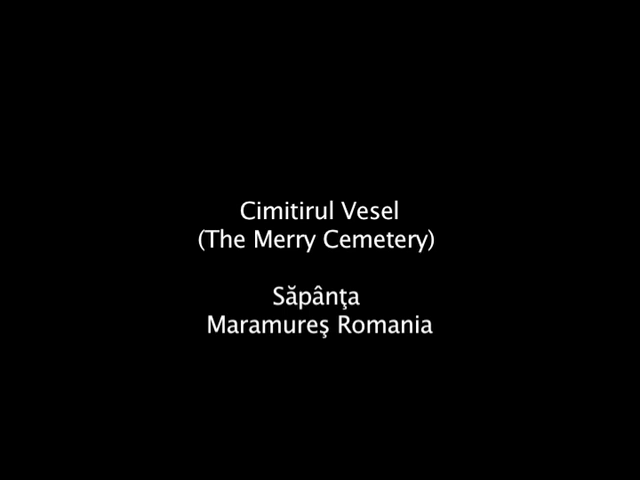 Cimitirul Vesel
(The Merry Cemetery)
Săpânţa
Maramureş Romania